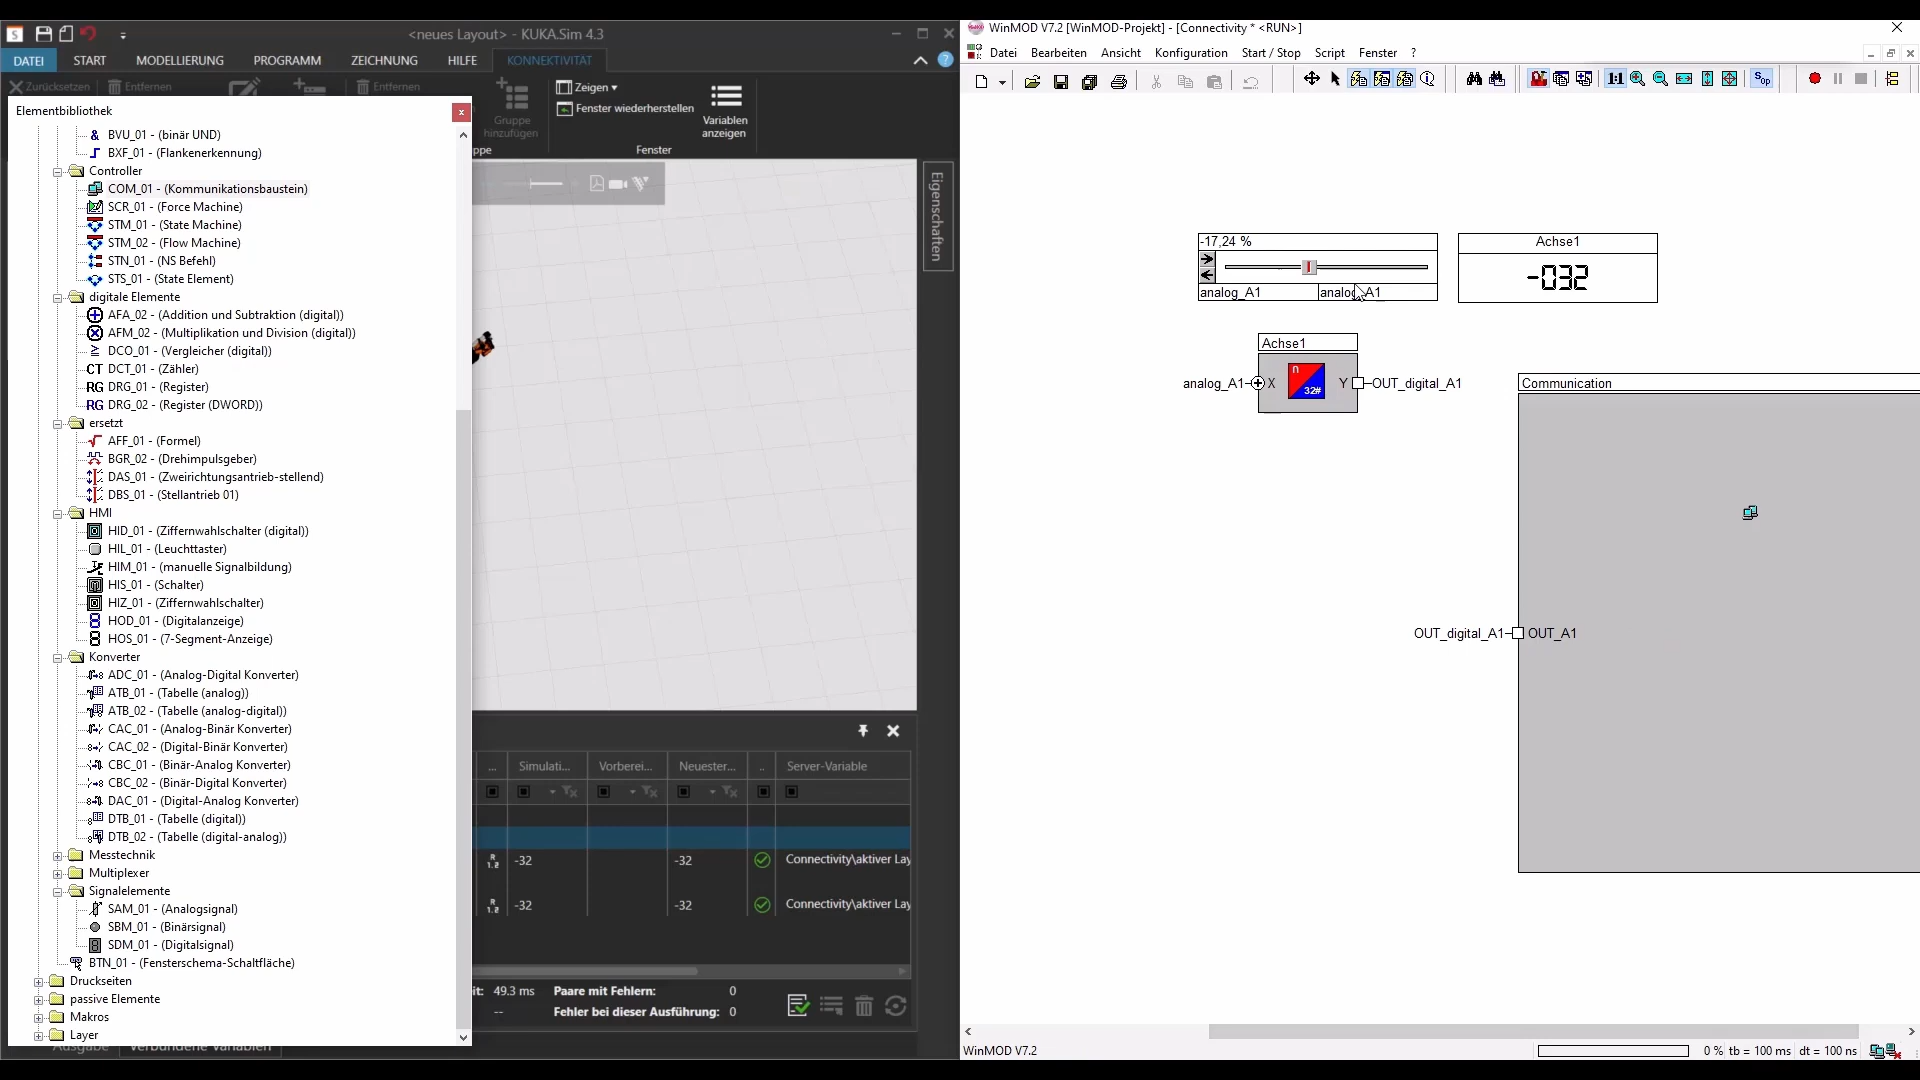 <neues Layout> - KUKA.Sim 4.3
DATEI START MODELLIERUNG PROGRAMM ZEICHNUNG HILFE KONNEKTIVITÄT
Zurücksetzen Entfernen Entfernen
Gruppe
hinzufügen
Zeigen
Fenster wiederherstellen
Variablen
anzeigen
Fenster
Eigenschaften
Elementbibliothek
BVU_01 - (binär UND)
BXF_01 - (Flankenerkennung)
Controller
COM_01 - (Kommunikationsbaustein)
SCR_01 - (Force Machine)
STM_01 - (State Machine)
STM_02 - (Flow Machine)
STN_01 - (NS Befehl)
STS_01 - (State Element)
digitale Elemente
AFA_02 - (Addition und Subtraktion (digital))
AFM_02 - (Multiplikation und Division (digital))
DCO_01 - (Vergleicher (digital))
CT DCT_01 - (Zähler)
RG DRG_01 - (Register)
RG DRG_02 - (Register (DWORD))
ersetzt
AFF_01 - (Formel)
BGR_02 - (Drehimpulsgeber)
DAS_01 - (Zweirichtungsantrieb-stellend)
DBS_01 - (Stellantrieb 01)
HMI
HID_01 - (Ziffernwahlschalter (digital))
HIL_01 - (Leuchttaster)
HIM_01 - (manuelle Signalbildung)
HIS_01 - (Schalter)
HIZ_01 - (Ziffernwahlschalter)
HOD_01 - (Digitalanzeige)
HOS_01 - (7-Segment-Anzeige)
Konverter
ADC_01 - (Analog-Digital Konverter)
ATB_01 - (Tabelle (analog))
ATB_02 - (Tabelle (analog-digital))
CAC_01 - (Analog-Binär Konverter)
CAC_02 - (Digital-Binär Konverter)
CBC_01 - (Binär-Analog Konverter)
CBC_02 - (Binär-Digital Konverter)
DAC_01 - (Digital-Analog Konverter)
DTB_01 - (Tabelle (digital))
DTB_02 - (Tabelle (digital-analog))
Messtechnik
Multiplexer
Signalelemente
SAM_01 - (Analogsignal)
SBM_01 - (Binärsignal)
SDM_01 - (Digitalsignal)
BTN_01 - (Fensterschema-Schaltfläche)
Druckseiten
passive Elemente
Makros
Layer
... Simulati... Vorberei... Neuester... .. Server-Variable
-32 -32 Connectivity\aktiver Lay
-32 -32 Connectivity\aktiver Lay
49.3 ms Paare mit Fehlern: 0
-- Fehler bei dieser Ausführung: 0
Ausgabe Verbundene Variablen
WinMOD V7.2 [WinMOD-Projekt] - [Connectivity * <RUN>]
Datei Bearbeiten Ansicht Konfiguration Start / Stop Script Fenster ?
1:1
-17,24 %
analog_A1 analog_A1
Achse1
-032
Achse1
analog_A1 X n 32# Y OUT_digital_A1
Communication
OUT_digital_A1 OUT_A1
WinMOD V7.2 0 % tb = 100 ms dt = 100 ns